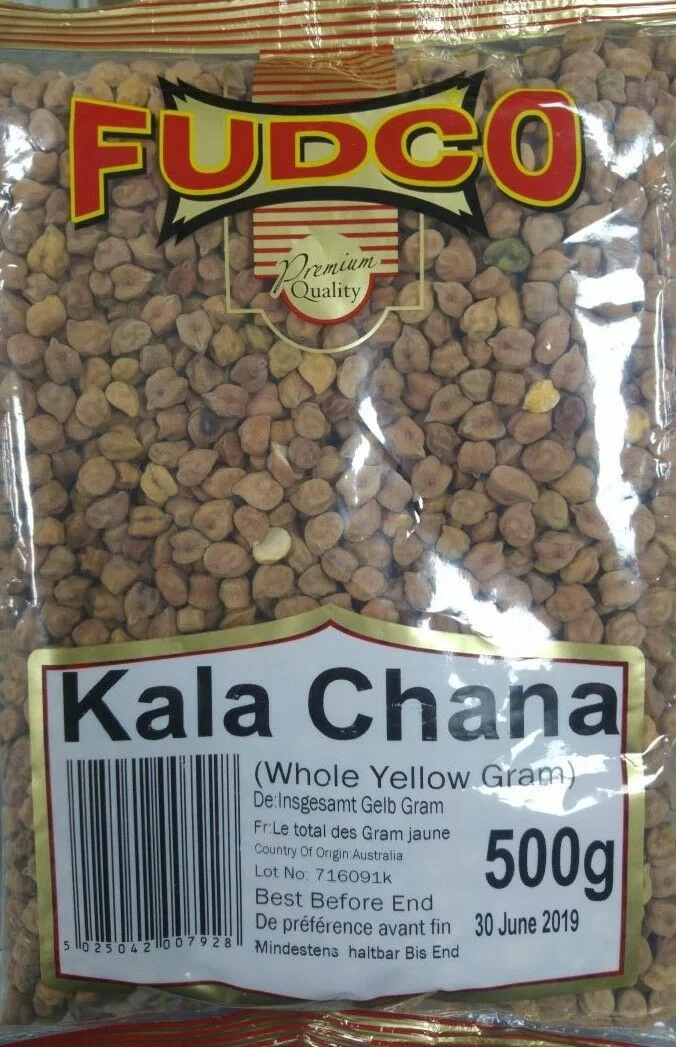 FUDCO
Premium
Quality
Kala Chana
(Whole Yellow Gram)
De:Insgesamt Gelb Gram
Fr:Le total des Gram jaune
Country Of Origin:Australia
Lot No: 716091k
500g
Best Before End
De préférence avant fin
30 June 2019
Mindestens haltbar Bis End
5 025042 007928